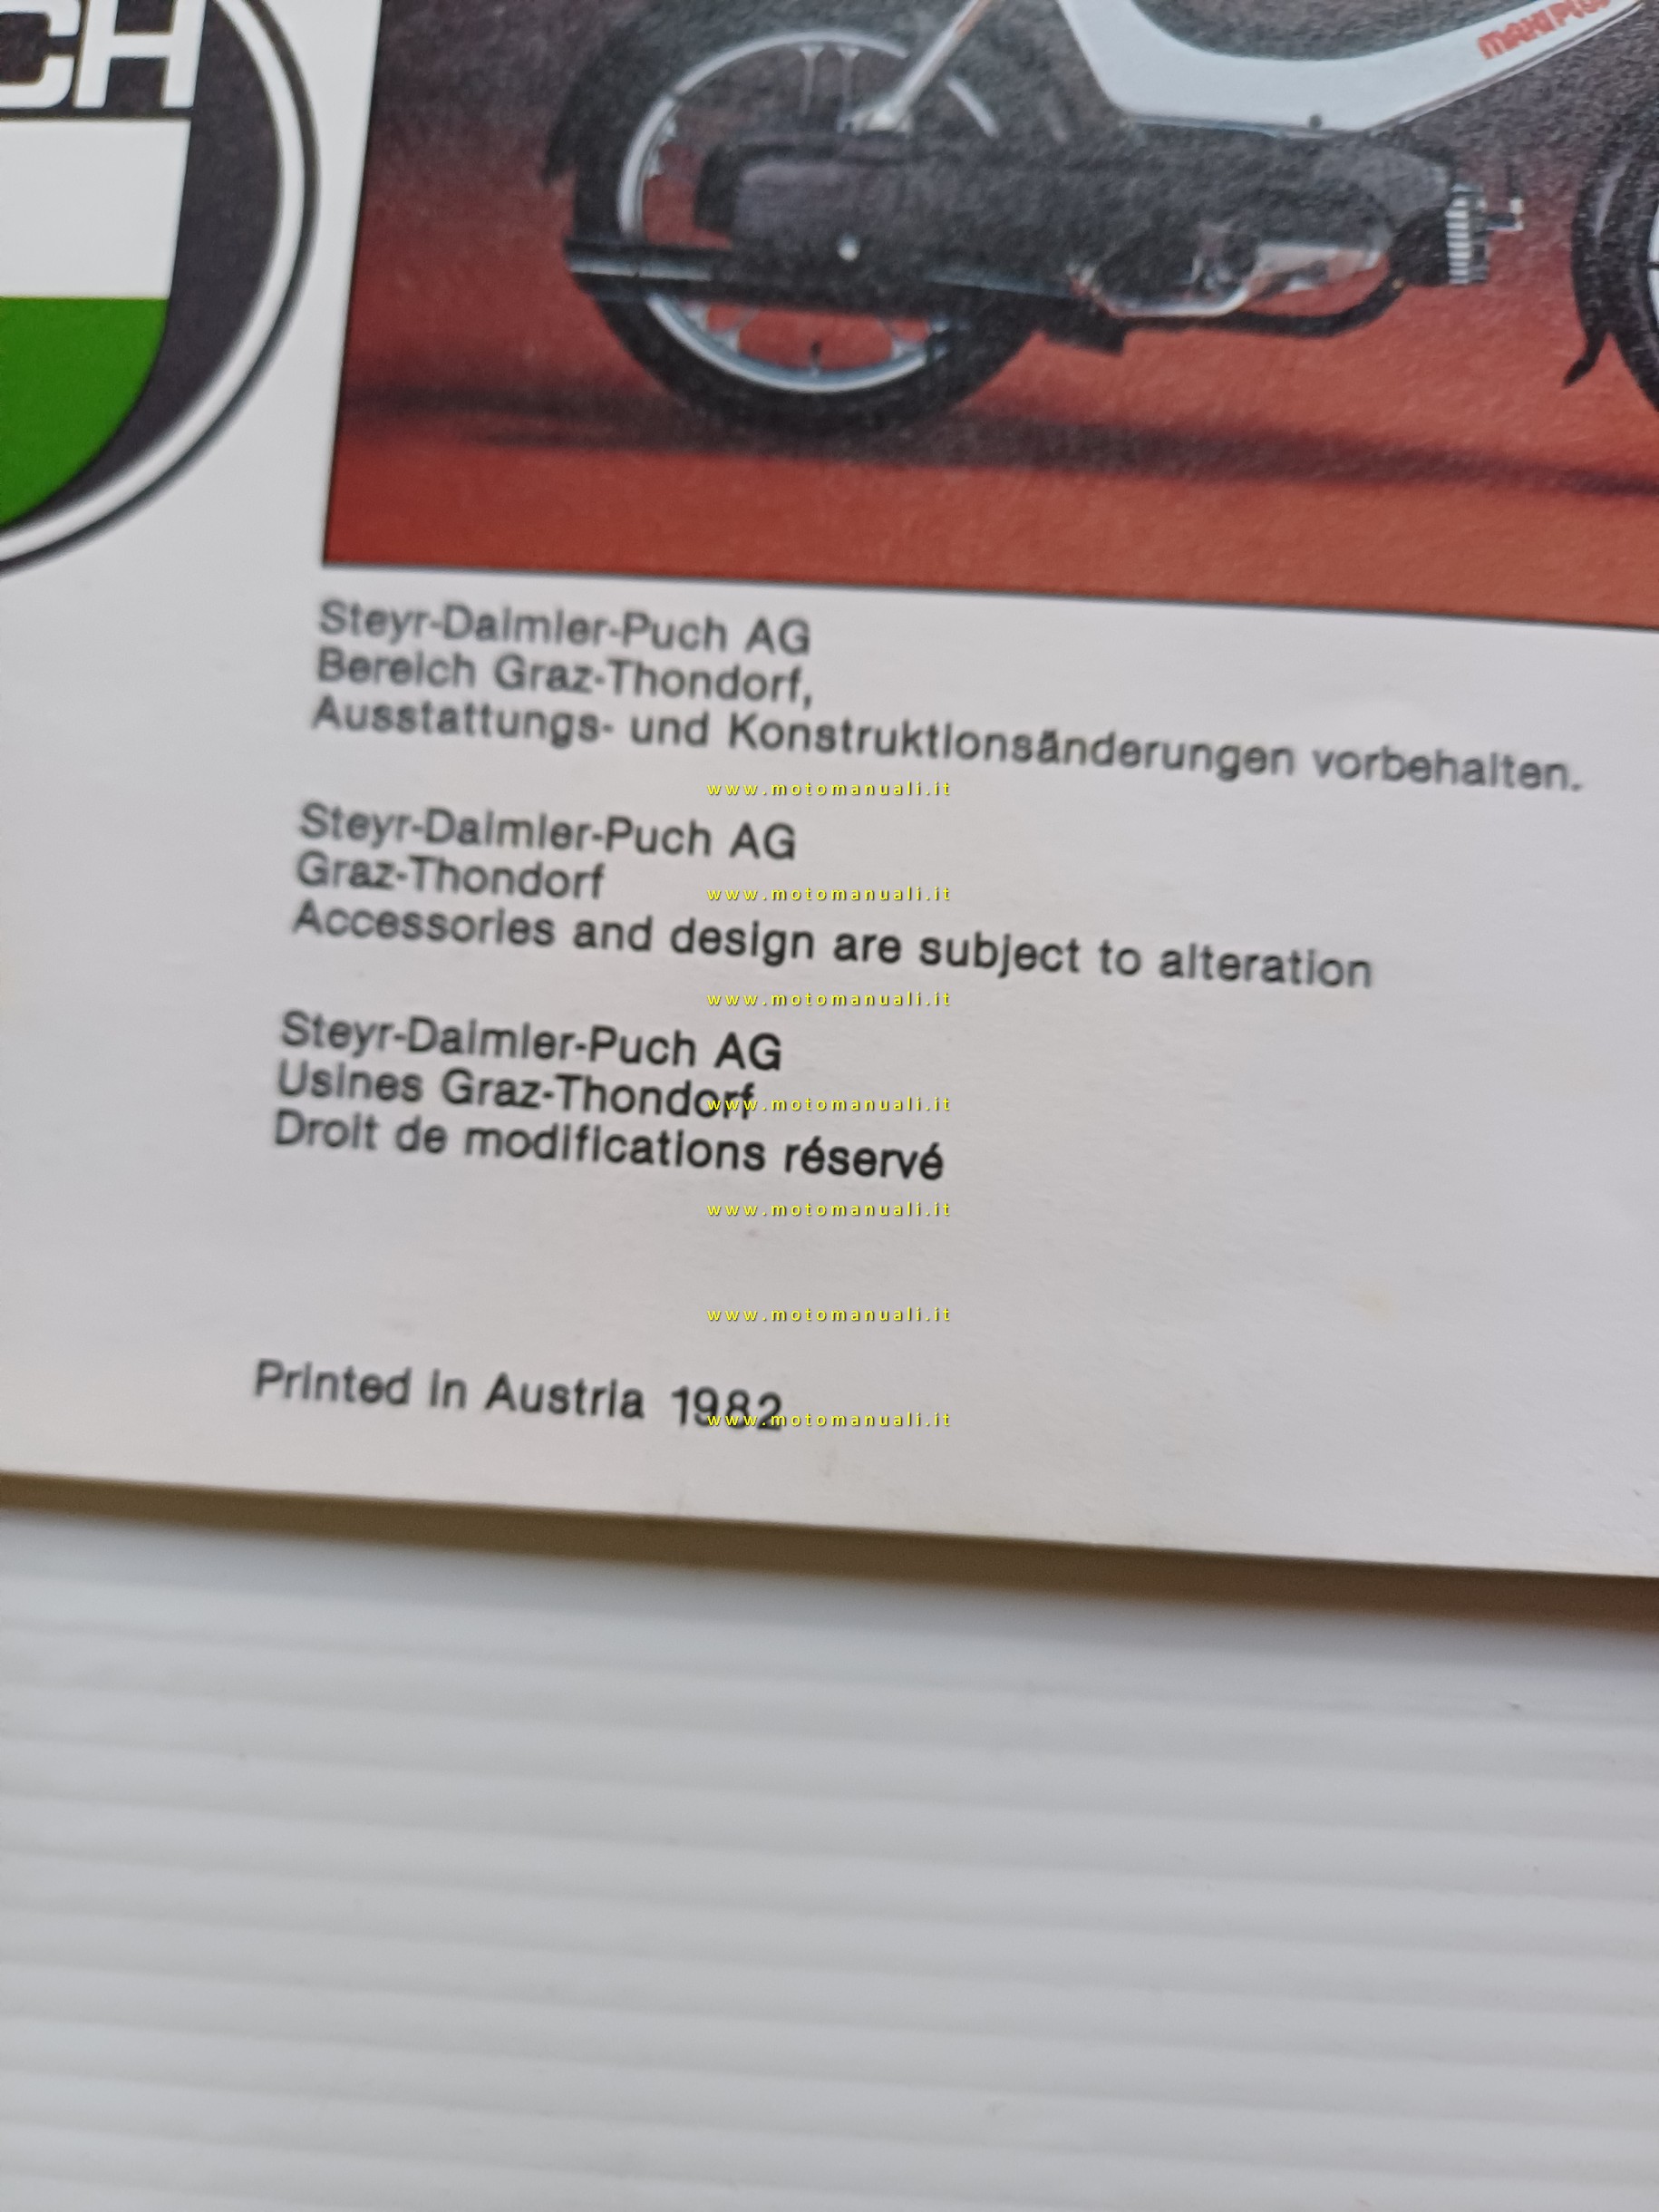 CH
MAXI PLUS
Steyr-Daimler-Puch AG
Bereich Graz-Thondorf,
Ausstattungs- und Konstruktionsänderungen vorbehalten.
www.motomanuali.it
Steyr-Daimler-Puch AG
Graz-Thondorf
www.motomanuali.it
Accessories and design are subject to alteration
www.motomanuali.it
Steyr-Daimler-Puch AG
Usines Graz-Thondorf
www.motomanuali.it
Droit de modifications réservé
www.motomanuali.it
www.motomanuali.it
Printed in Austria 1982
www.motomanuali.it